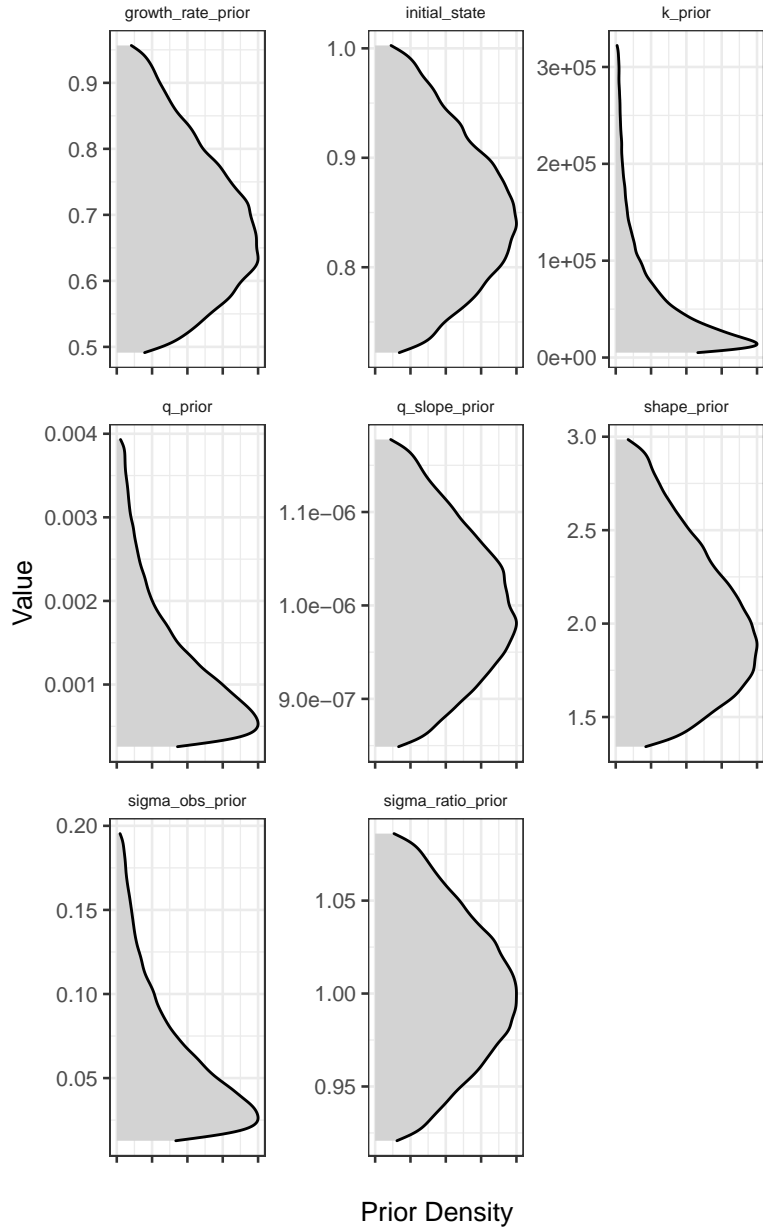 growth_rate_prior
0.9
0.8
0.7
0.6
0.5
initial_state
1.0
0.9
0.8
k_prior
3e+05
2e+05
1e+05
0e+00
q_prior
0.004
0.003
0.002
0.001
q_slope_prior
1.1e−06
1.0e−06
9.0e−07
shape_prior
3.0
2.5
2.0
1.5
sigma_obs_prior
0.20
0.15
0.10
0.05
sigma_ratio_prior
1.05
1.00
0.95
Value
Prior Density